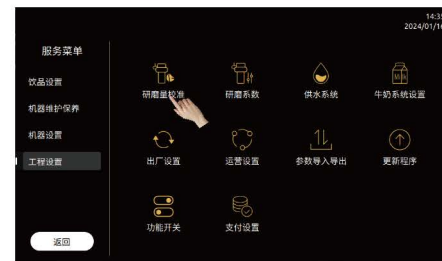 14:35
2024/01/16
服务菜单
饮品设置
机器维护保养
机器设置
工程设置
返回
研磨量校准
研磨系数
供水系统
Milk
牛奶系统设置
出厂设置
运营设置
参数导入导出
更新程序
功能开关
支付设置